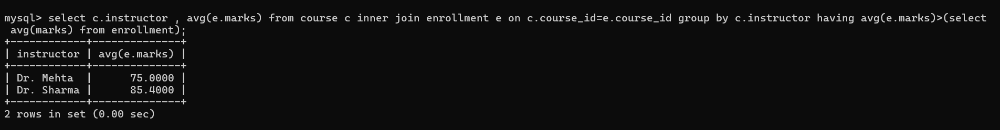 mysql> select c.instructor , avg(e.marks) from course c inner join enrollment e on c.course_id=e.course_id group by c.instructor having avg(e.marks)>(select
 avg(marks) from enrollment);
+------------+--------------+
| instructor | avg(e.marks) |
+------------+--------------+
| Dr. Mehta  |      75.0000 |
| Dr. Sharma |      85.4000 |
+------------+--------------+
2 rows in set (0.00 sec)